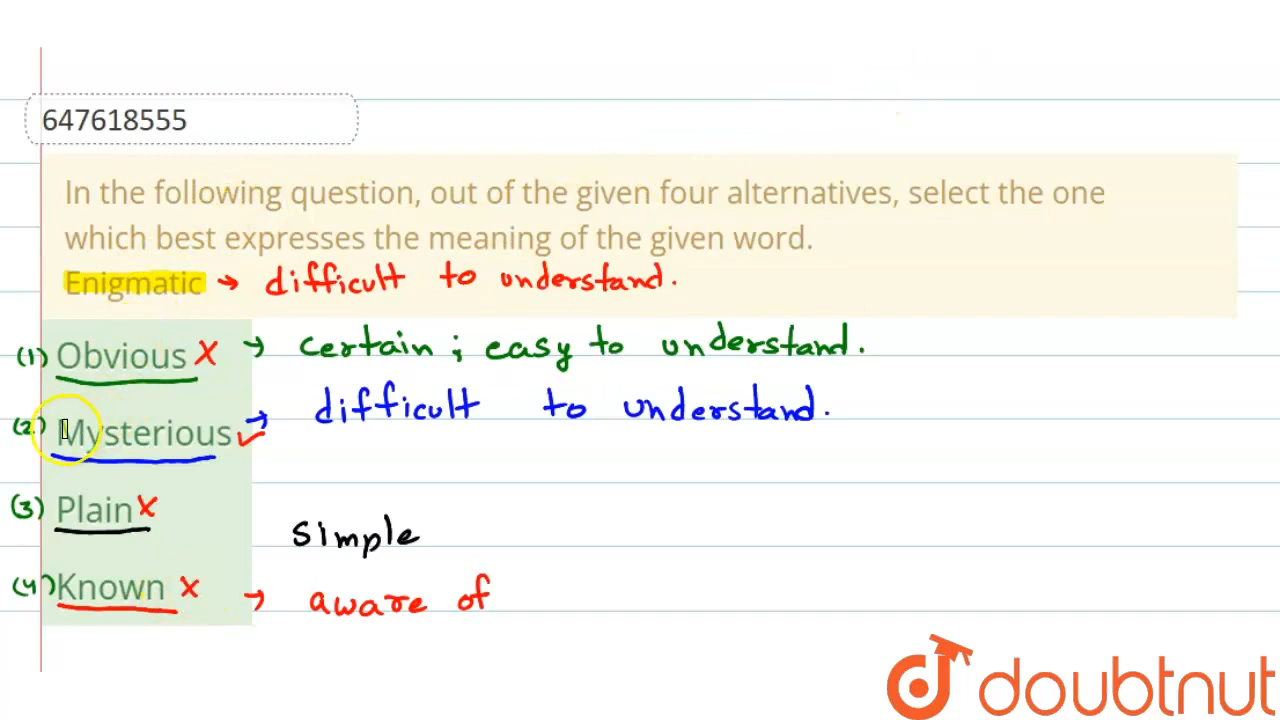 647618555
In the following question, out of the given four alternatives, select the one
which best expresses the meaning of the given word.
Enigmatic → difficult to understand.
(1) Obvious X → certain ; easy to understand.
(2) Mysterious ✓ → difficult to understand.
(3) Plain X simple
(4) Known X → aware of
doubtnut